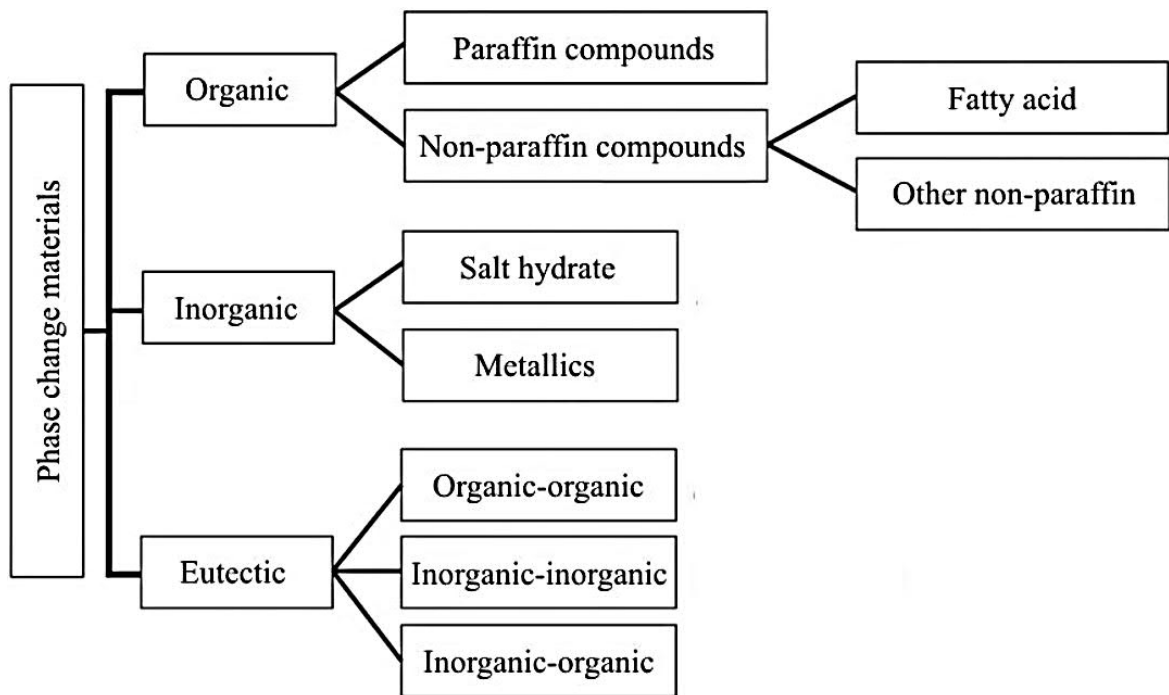 Phase change materials
Organic
Paraffin compounds
Non-paraffin compounds
Fatty acid
Other non-paraffin
Inorganic
Salt hydrate
Metallics
Eutectic
Organic-organic
Inorganic-inorganic
Inorganic-organic